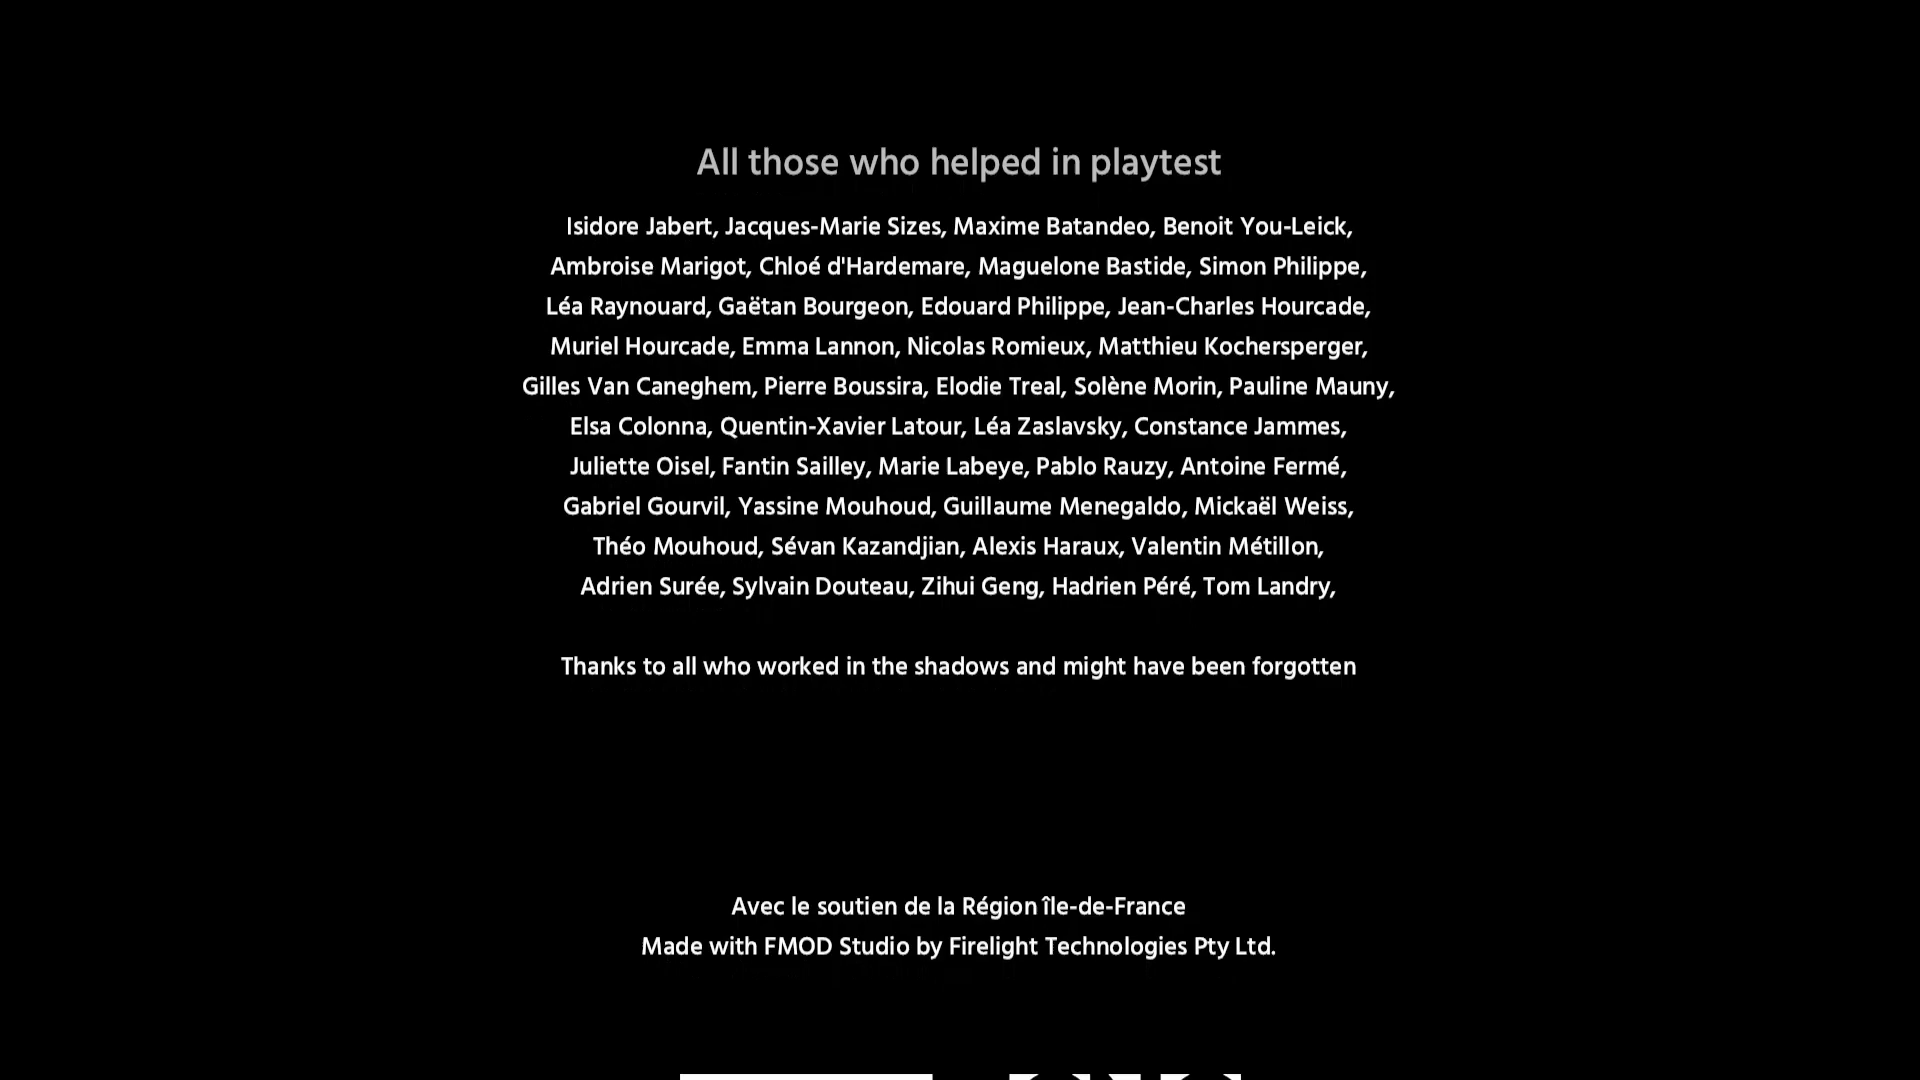 All those who helped in playtest
Isidore Jabert, Jacques-Marie Sizes, Maxime Batandeo, Benoit You-Leick,
Ambroise Marigot, Chloé d'Hardemare, Maguelone Bastide, Simon Philippe,
Léa Raynouard, Gaëtan Bourgeon, Edouard Philippe, Jean-Charles Hourcade,
Muriel Hourcade, Emma Lannon, Nicolas Romieux, Matthieu Kochersperger,
Gilles Van Caneghem, Pierre Boussira, Elodie Treal, Solène Morin, Pauline Mauny,
Elsa Colonna, Quentin-Xavier Latour, Léa Zaslavsky, Constance Jammes,
Juliette Oisel, Fantin Sailley, Marie Labeye, Pablo Rauzy, Antoine Fermé,
Gabriel Gourvil, Yassine Mouhoud, Guillaume Menegaldo, Mickaël Weiss,
Théo Mouhoud, Sévan Kazandjian, Alexis Haraux, Valentin Métillon,
Adrien Surée, Sylvain Douteau, Zihui Geng, Hadrien Péré, Tom Landry,
Thanks to all who worked in the shadows and might have been forgotten
Avec le soutien de la Région île-de-France
Made with FMOD Studio by Firelight Technologies Pty Ltd.